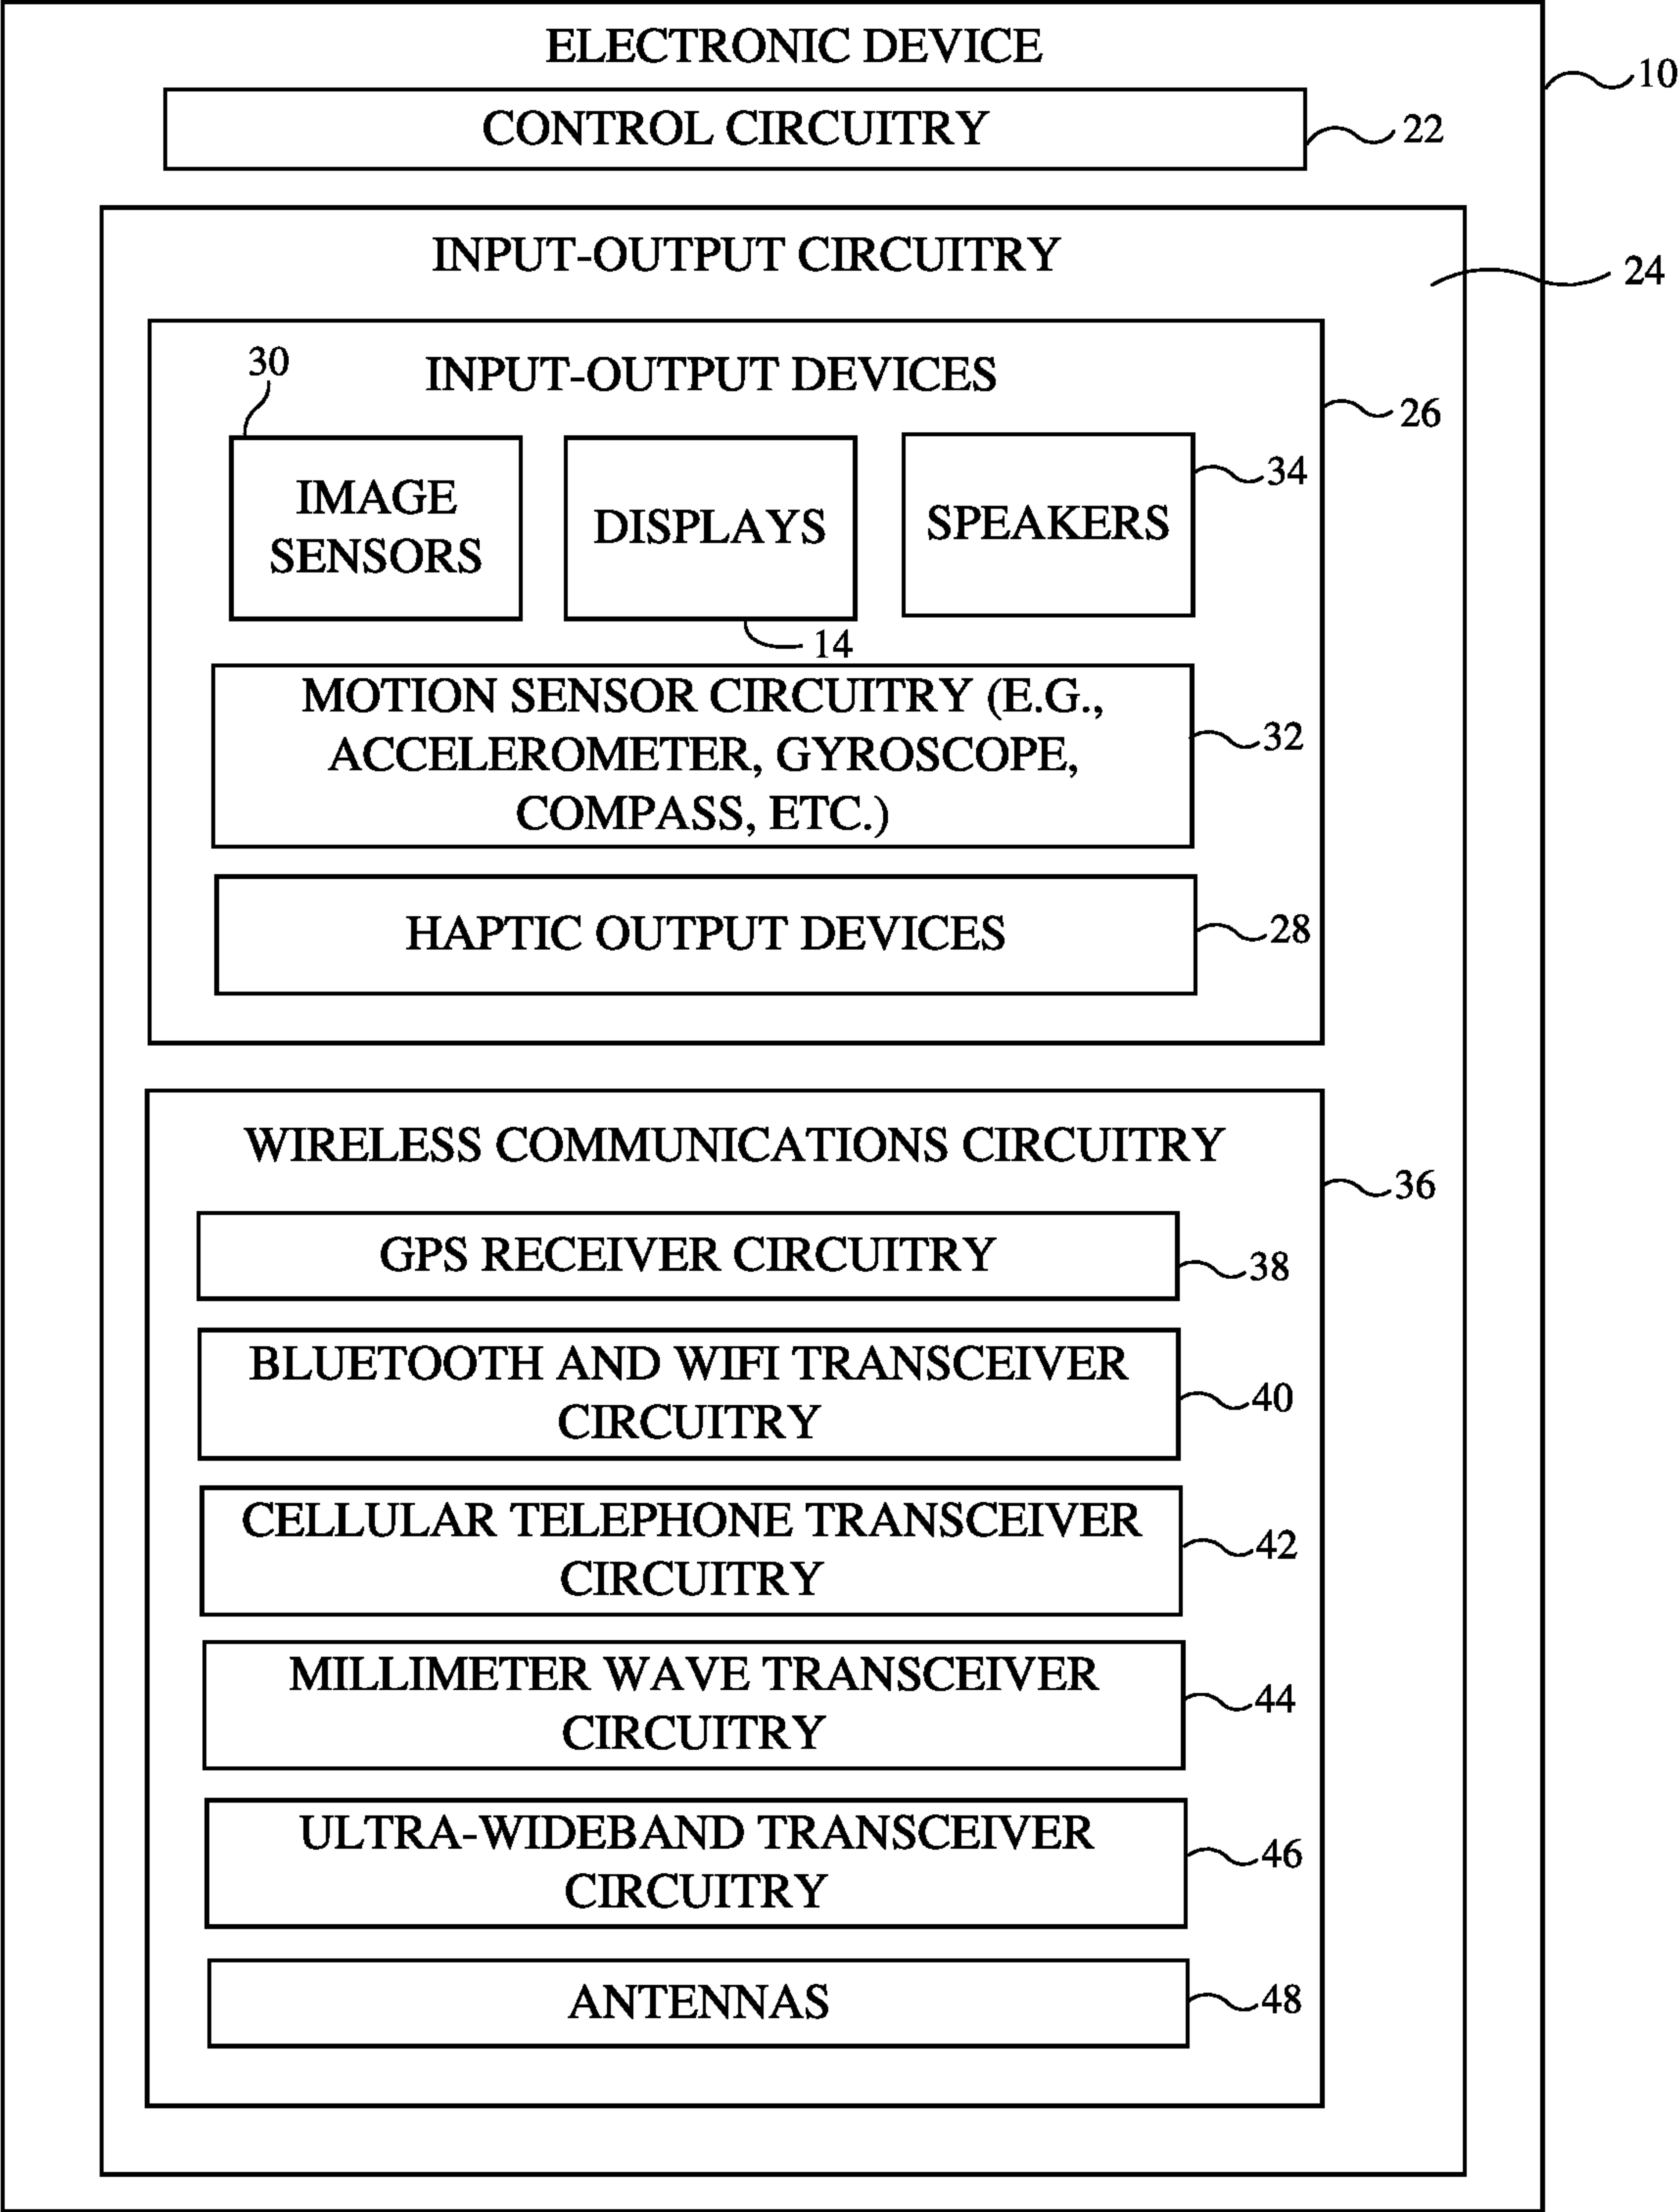 ELECTRONIC DEVICE
10
CONTROL CIRCUITRY
22
INPUT-OUTPUT CIRCUITRY
24
30
INPUT-OUTPUT DEVICES
26
IMAGE
SENSORS
DISPLAYS
SPEAKERS
34
14
MOTION SENSOR CIRCUITRY (E.G.,
ACCELEROMETER, GYROSCOPE,
COMPASS, ETC.)
32
HAPTIC OUTPUT DEVICES
28
WIRELESS COMMUNICATIONS CIRCUITRY
36
GPS RECEIVER CIRCUITRY
38
BLUETOOTH AND WIFI TRANSCEIVER
CIRCUITRY
40
CELLULAR TELEPHONE TRANSCEIVER
CIRCUITRY
42
MILLIMETER WAVE TRANSCEIVER
CIRCUITRY
44
ULTRA-WIDEBAND TRANSCEIVER
CIRCUITRY
46
ANTENNAS
48